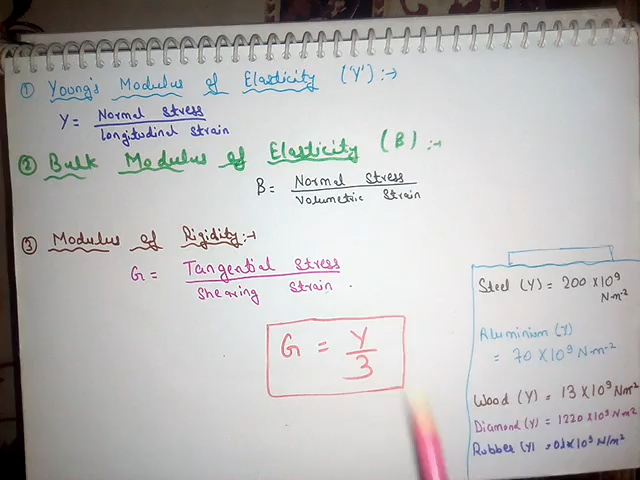 ① Young's Modulus of Elasticity ('Y') :→
Y = Normal Stress / Longitudinal Strain
② Bulk Modulus of Elasticity (B) :→
B = Normal Stress / Volumetric Strain
③ Modulus of Rigidity :→
G = Tangential Stress / Shearing Strain .
G = Y / 3
Steel (Y) = 200 × 10⁹
N·m⁻²
Aluminium (Y)
= 70 × 10⁹ N·m⁻²
Wood (Y) = 13 × 10⁹ N·m⁻²
Diamond (Y) = 1220 × 10⁹ N·m⁻²
Rubber (Y) = × 10⁹ N/m²